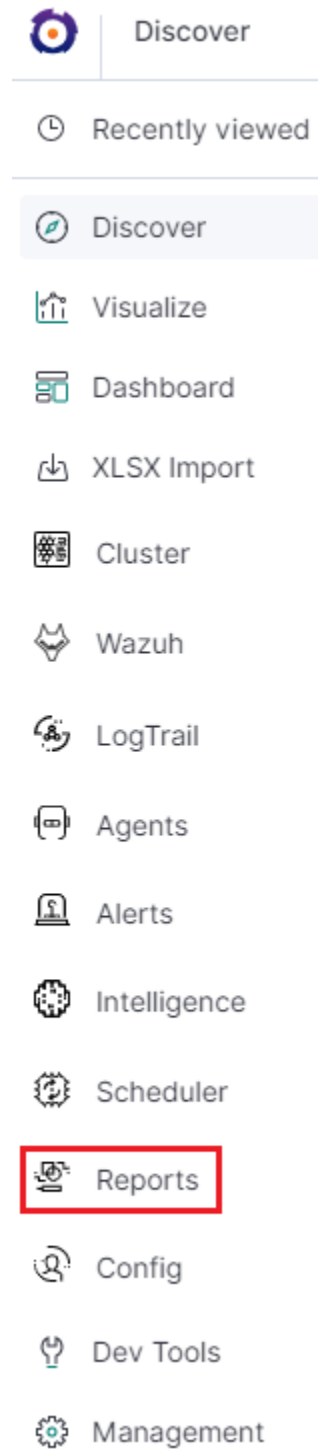 Discover
Recently viewed
Discover
Visualize
Dashboard
XLSX Import
Cluster
Wazuh
LogTrail
Agents
Alerts
Intelligence
Scheduler
Reports
Config
Dev Tools
Management